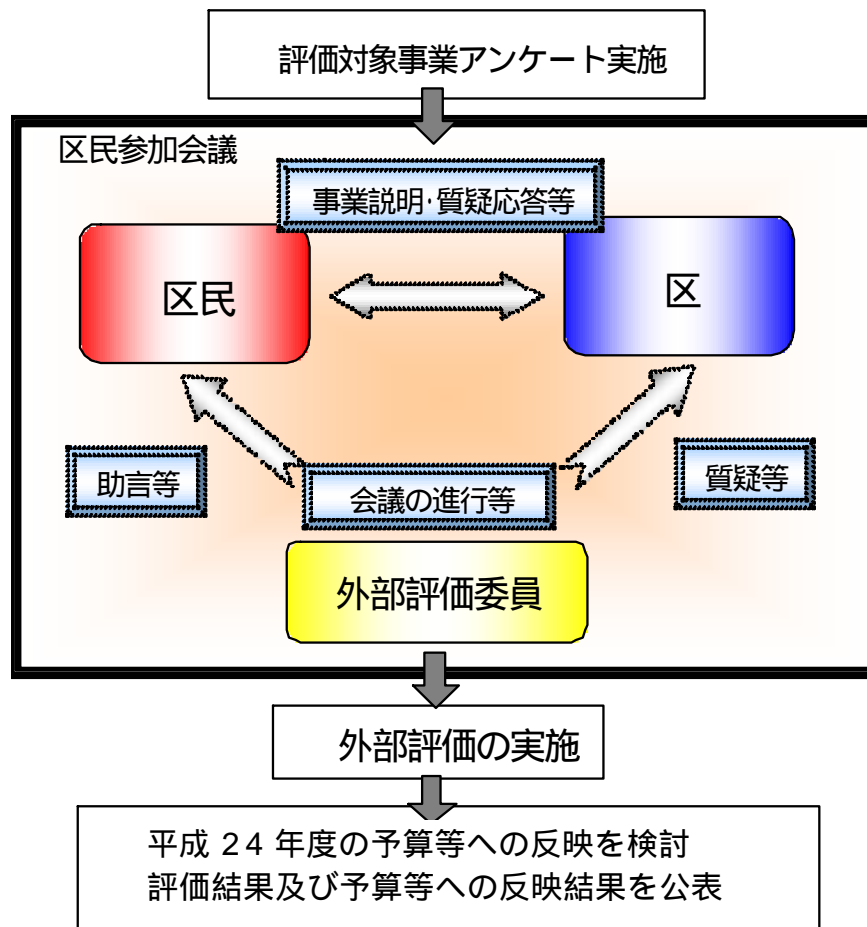 評価対象事業アンケート実施
区民参加会議
事業説明・質疑応答等
区民
区
助言等
会議の進行等
質疑等
外部評価委員
外部評価の実施
平成 24 年度の予算等への反映を検討
評価結果及び予算等への反映結果を公表